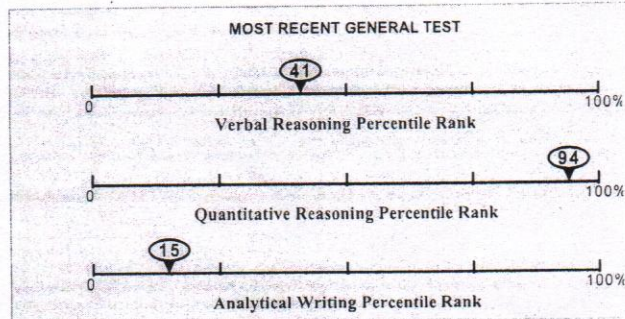 MOST RECENT GENERAL TEST
41
0 100%
Verbal Reasoning Percentile Rank
94
0 100%
Quantitative Reasoning Percentile Rank
15
0 100%
Analytical Writing Percentile Rank